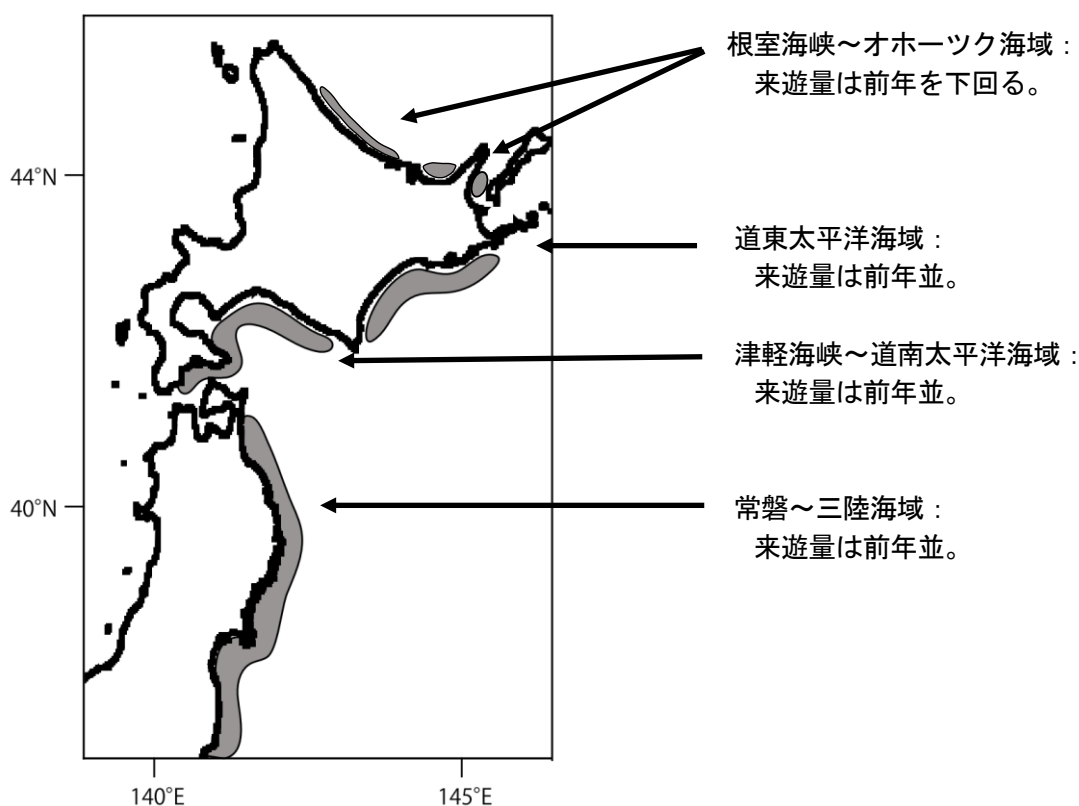 根室海峡～オホーツク海域：
来遊量は前年を下回る。
44°N
道東太平洋海域：
来遊量は前年並。
津軽海峡～道南太平洋海域：
来遊量は前年並。
40°N
常磐～三陸海域：
来遊量は前年並。
140°E
145°E